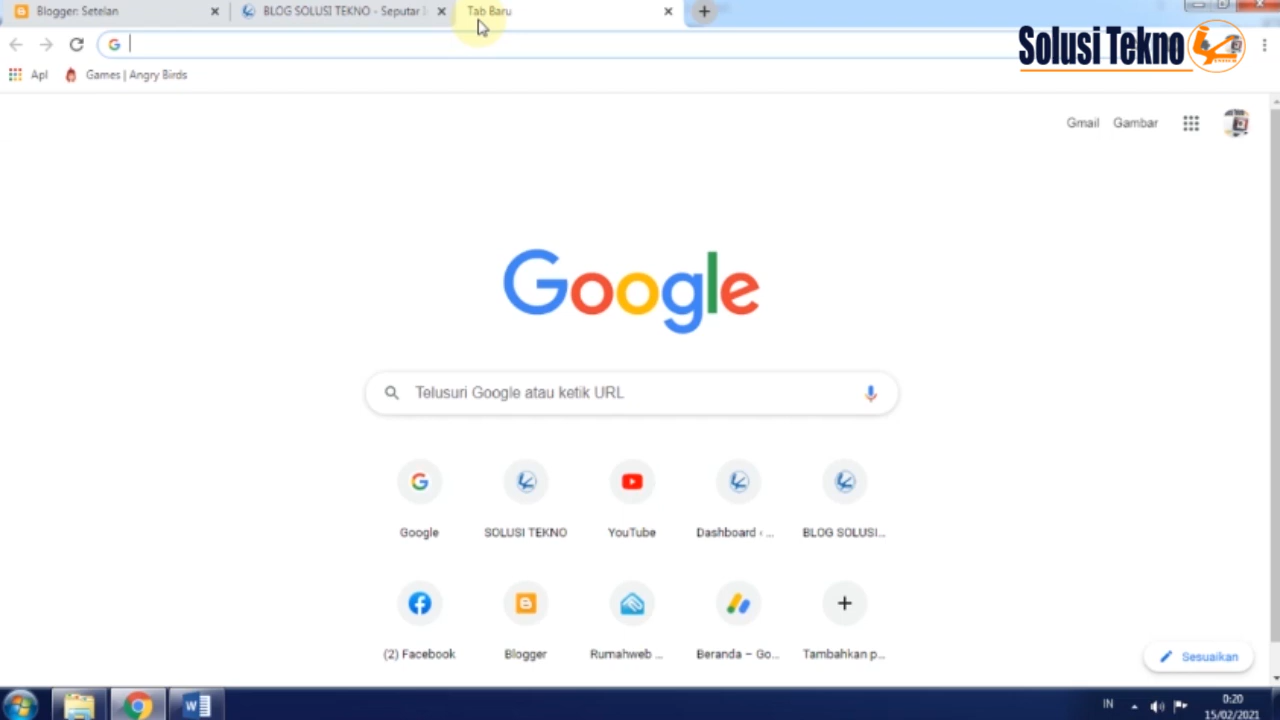 Blogger: Setelan
BLOG SOLUSI TEKNO - Seputar
Tab Baru
Solusi Tekno
Apl
Games | Angry Birds
Gmail
Gambar
Google
Telusuri Google atau ketik URL
Google
SOLUSI TEKNO
YouTube
Dashboard ‹ ...
BLOG SOLUSI...
(2) Facebook
Blogger
Rumahweb ...
Beranda – Go...
Tambahkan p...
Sesuaikan
IN
0:20
15/02/2021